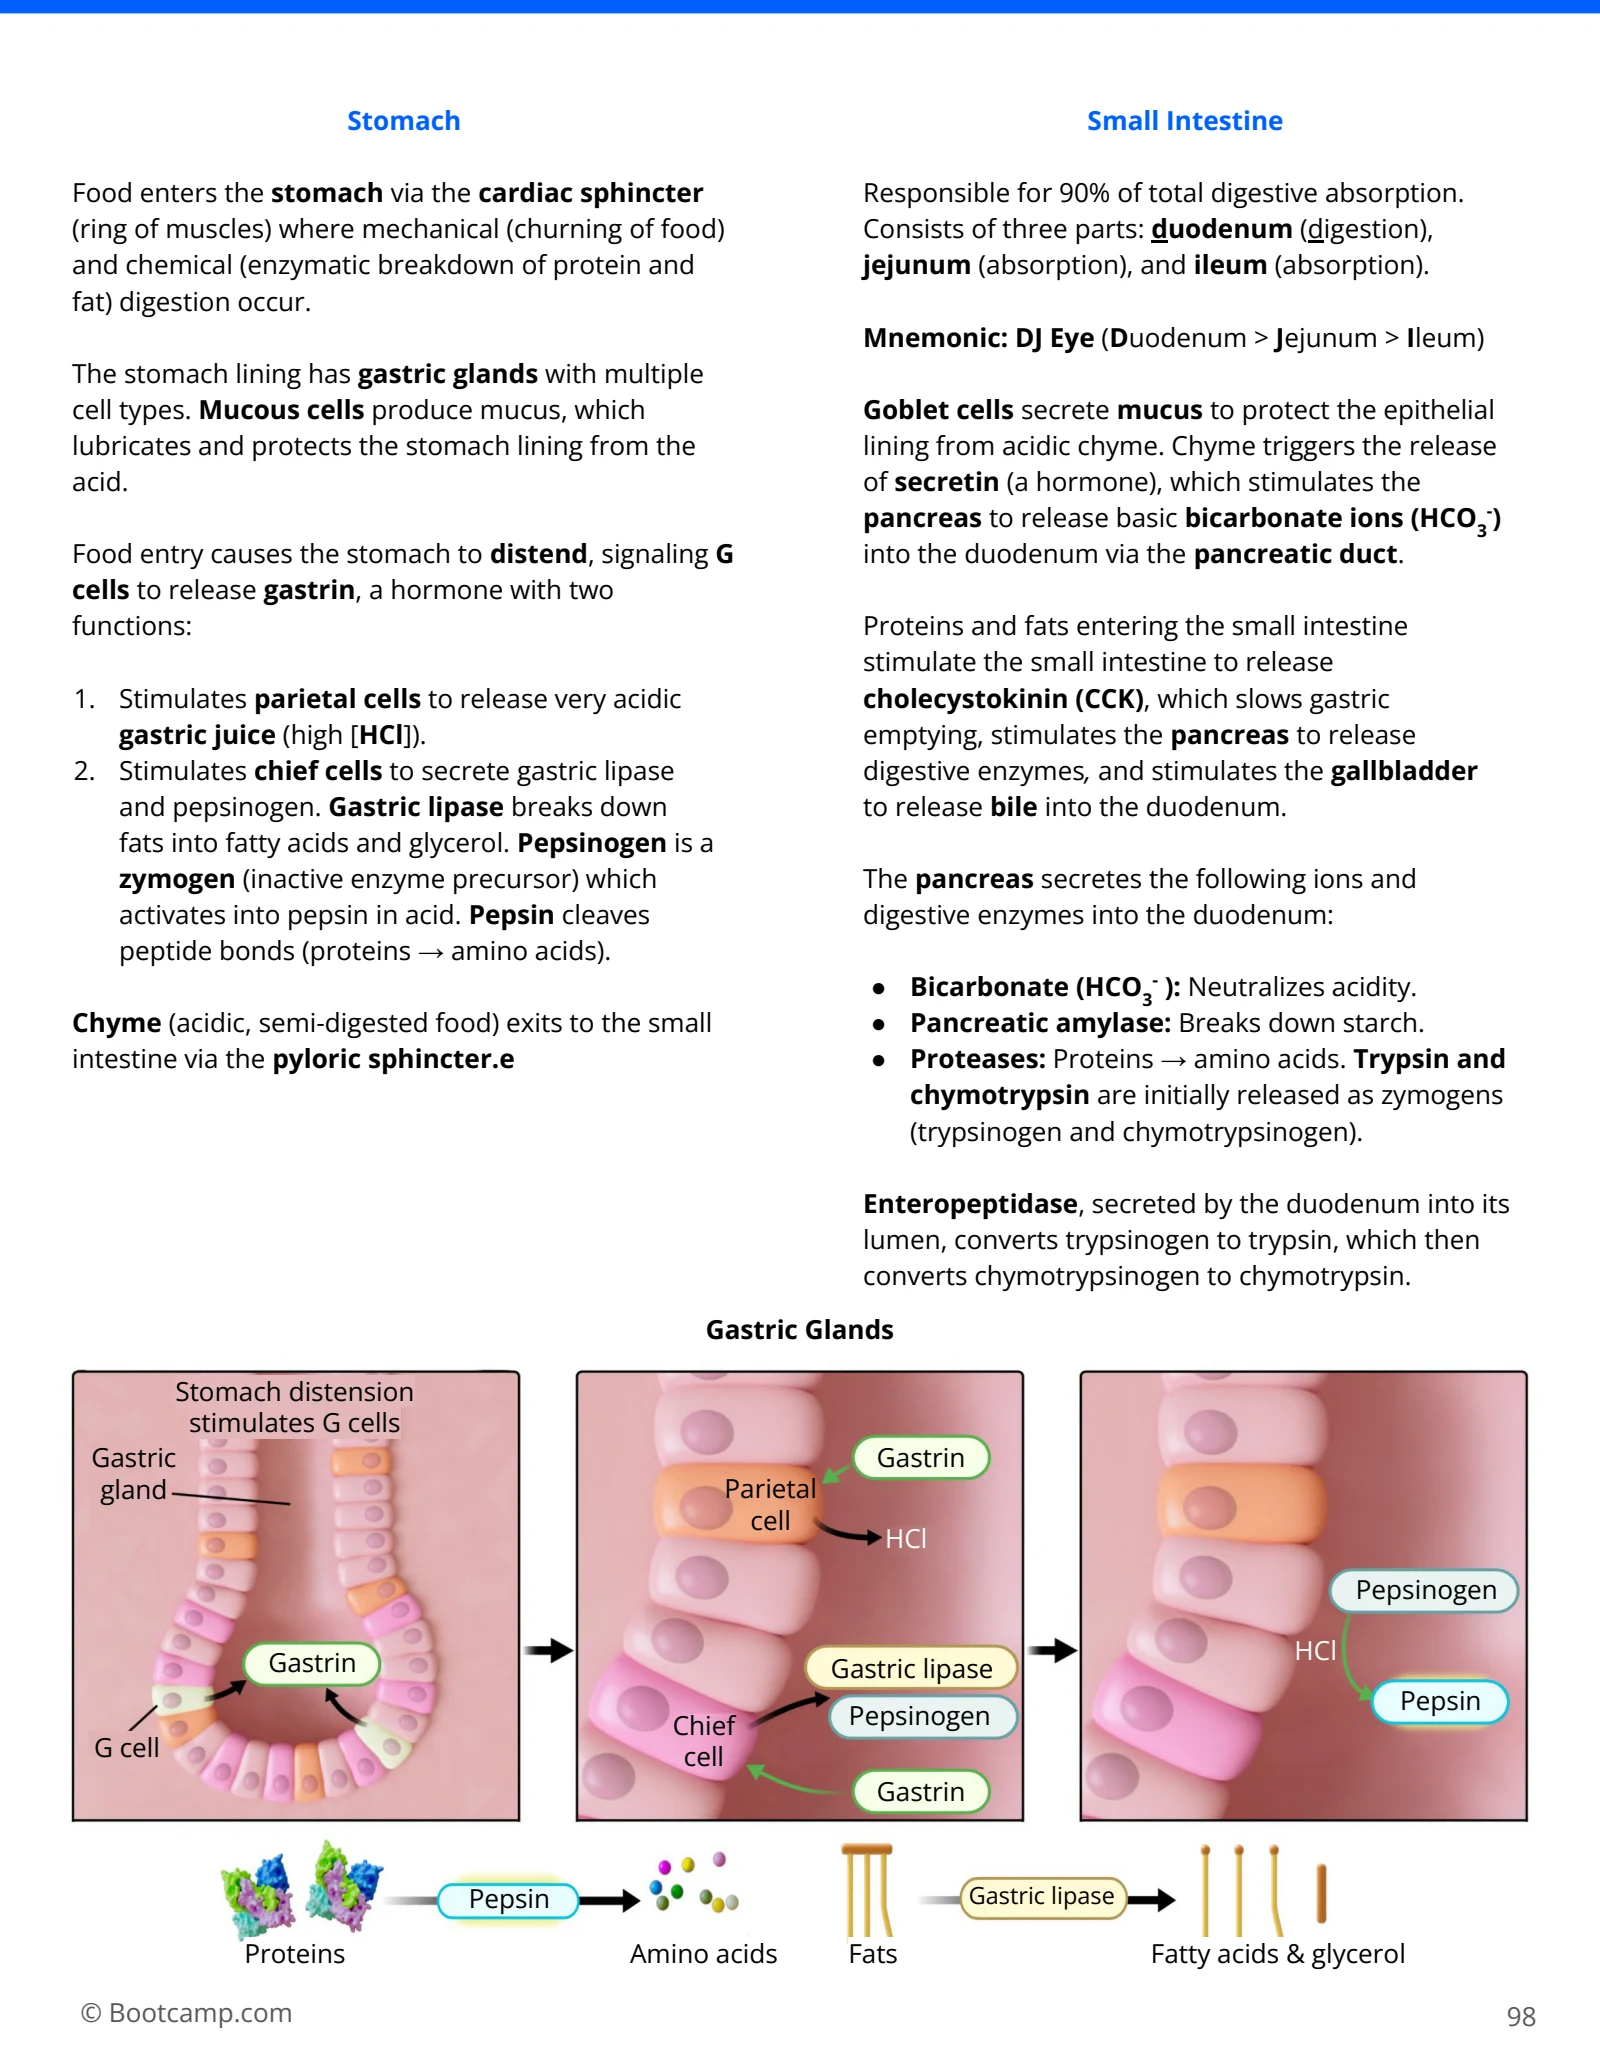 Stomach
Food enters the stomach via the cardiac sphincter
(ring of muscles) where mechanical (churning of food)
and chemical (enzymatic breakdown of protein and
fat) digestion occur.
The stomach lining has gastric glands with multiple
cell types. Mucous cells produce mucus, which
lubricates and protects the stomach lining from the
acid.
Food entry causes the stomach to distend, signaling G
cells to release gastrin, a hormone with two
functions:
1. Stimulates parietal cells to release very acidic
gastric juice (high [HCl]).
2. Stimulates chief cells to secrete gastric lipase
and pepsinogen. Gastric lipase breaks down
fats into fatty acids and glycerol. Pepsinogen is a
zymogen (inactive enzyme precursor) which
activates into pepsin in acid. Pepsin cleaves
peptide bonds (proteins → amino acids).
Chyme (acidic, semi-digested food) exits to the small
intestine via the pyloric sphincter.e
Small Intestine
Responsible for 90% of total digestive absorption.
Consists of three parts: duodenum (digestion),
jejunum (absorption), and ileum (absorption).
Mnemonic: DJ Eye (Duodenum > Jejunum > Ileum)
Goblet cells secrete mucus to protect the epithelial
lining from acidic chyme. Chyme triggers the release
of secretin (a hormone), which stimulates the
pancreas to release basic bicarbonate ions (HCO₃⁻)
into the duodenum via the pancreatic duct.
Proteins and fats entering the small intestine
stimulate the small intestine to release
cholecystokinin (CCK), which slows gastric
emptying, stimulates the pancreas to release
digestive enzymes, and stimulates the gallbladder
to release bile into the duodenum.
The pancreas secretes the following ions and
digestive enzymes into the duodenum:
● Bicarbonate (HCO₃⁻ ): Neutralizes acidity.
● Pancreatic amylase: Breaks down starch.
● Proteases: Proteins → amino acids. Trypsin and
chymotrypsin are initially released as zymogens
(trypsinogen and chymotrypsinogen).
Enteropeptidase, secreted by the duodenum into its
lumen, converts trypsinogen to trypsin, which then
converts chymotrypsinogen to chymotrypsin.
Gastric Glands
Stomach distension
stimulates G cells
Gastric
gland
Gastrin
G cell
Gastrin
Parietal
cell
HCl
Gastric lipase
Pepsinogen
Chief
cell
Gastrin
Pepsinogen
HCl
Pepsin
Pepsin
Gastric lipase
Proteins
Amino acids
Fats
Fatty acids & glycerol
© Bootcamp.com
98